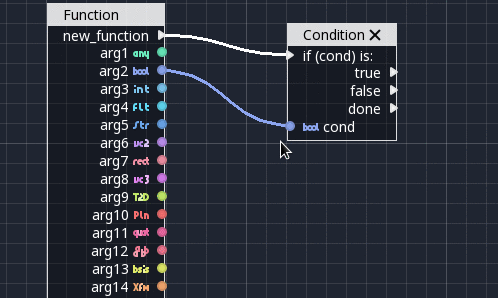 Function
new_function
arg1 any
arg2 bool
arg3 int
arg4 flt
arg5 str
arg6 vc2
arg7 rect
arg8 vc3
arg9 T2D
arg10 Pln
arg11 quat
arg12
arg13 bsis
arg14 Xfm
Condition
if (cond) is:
true
false
done
bool cond